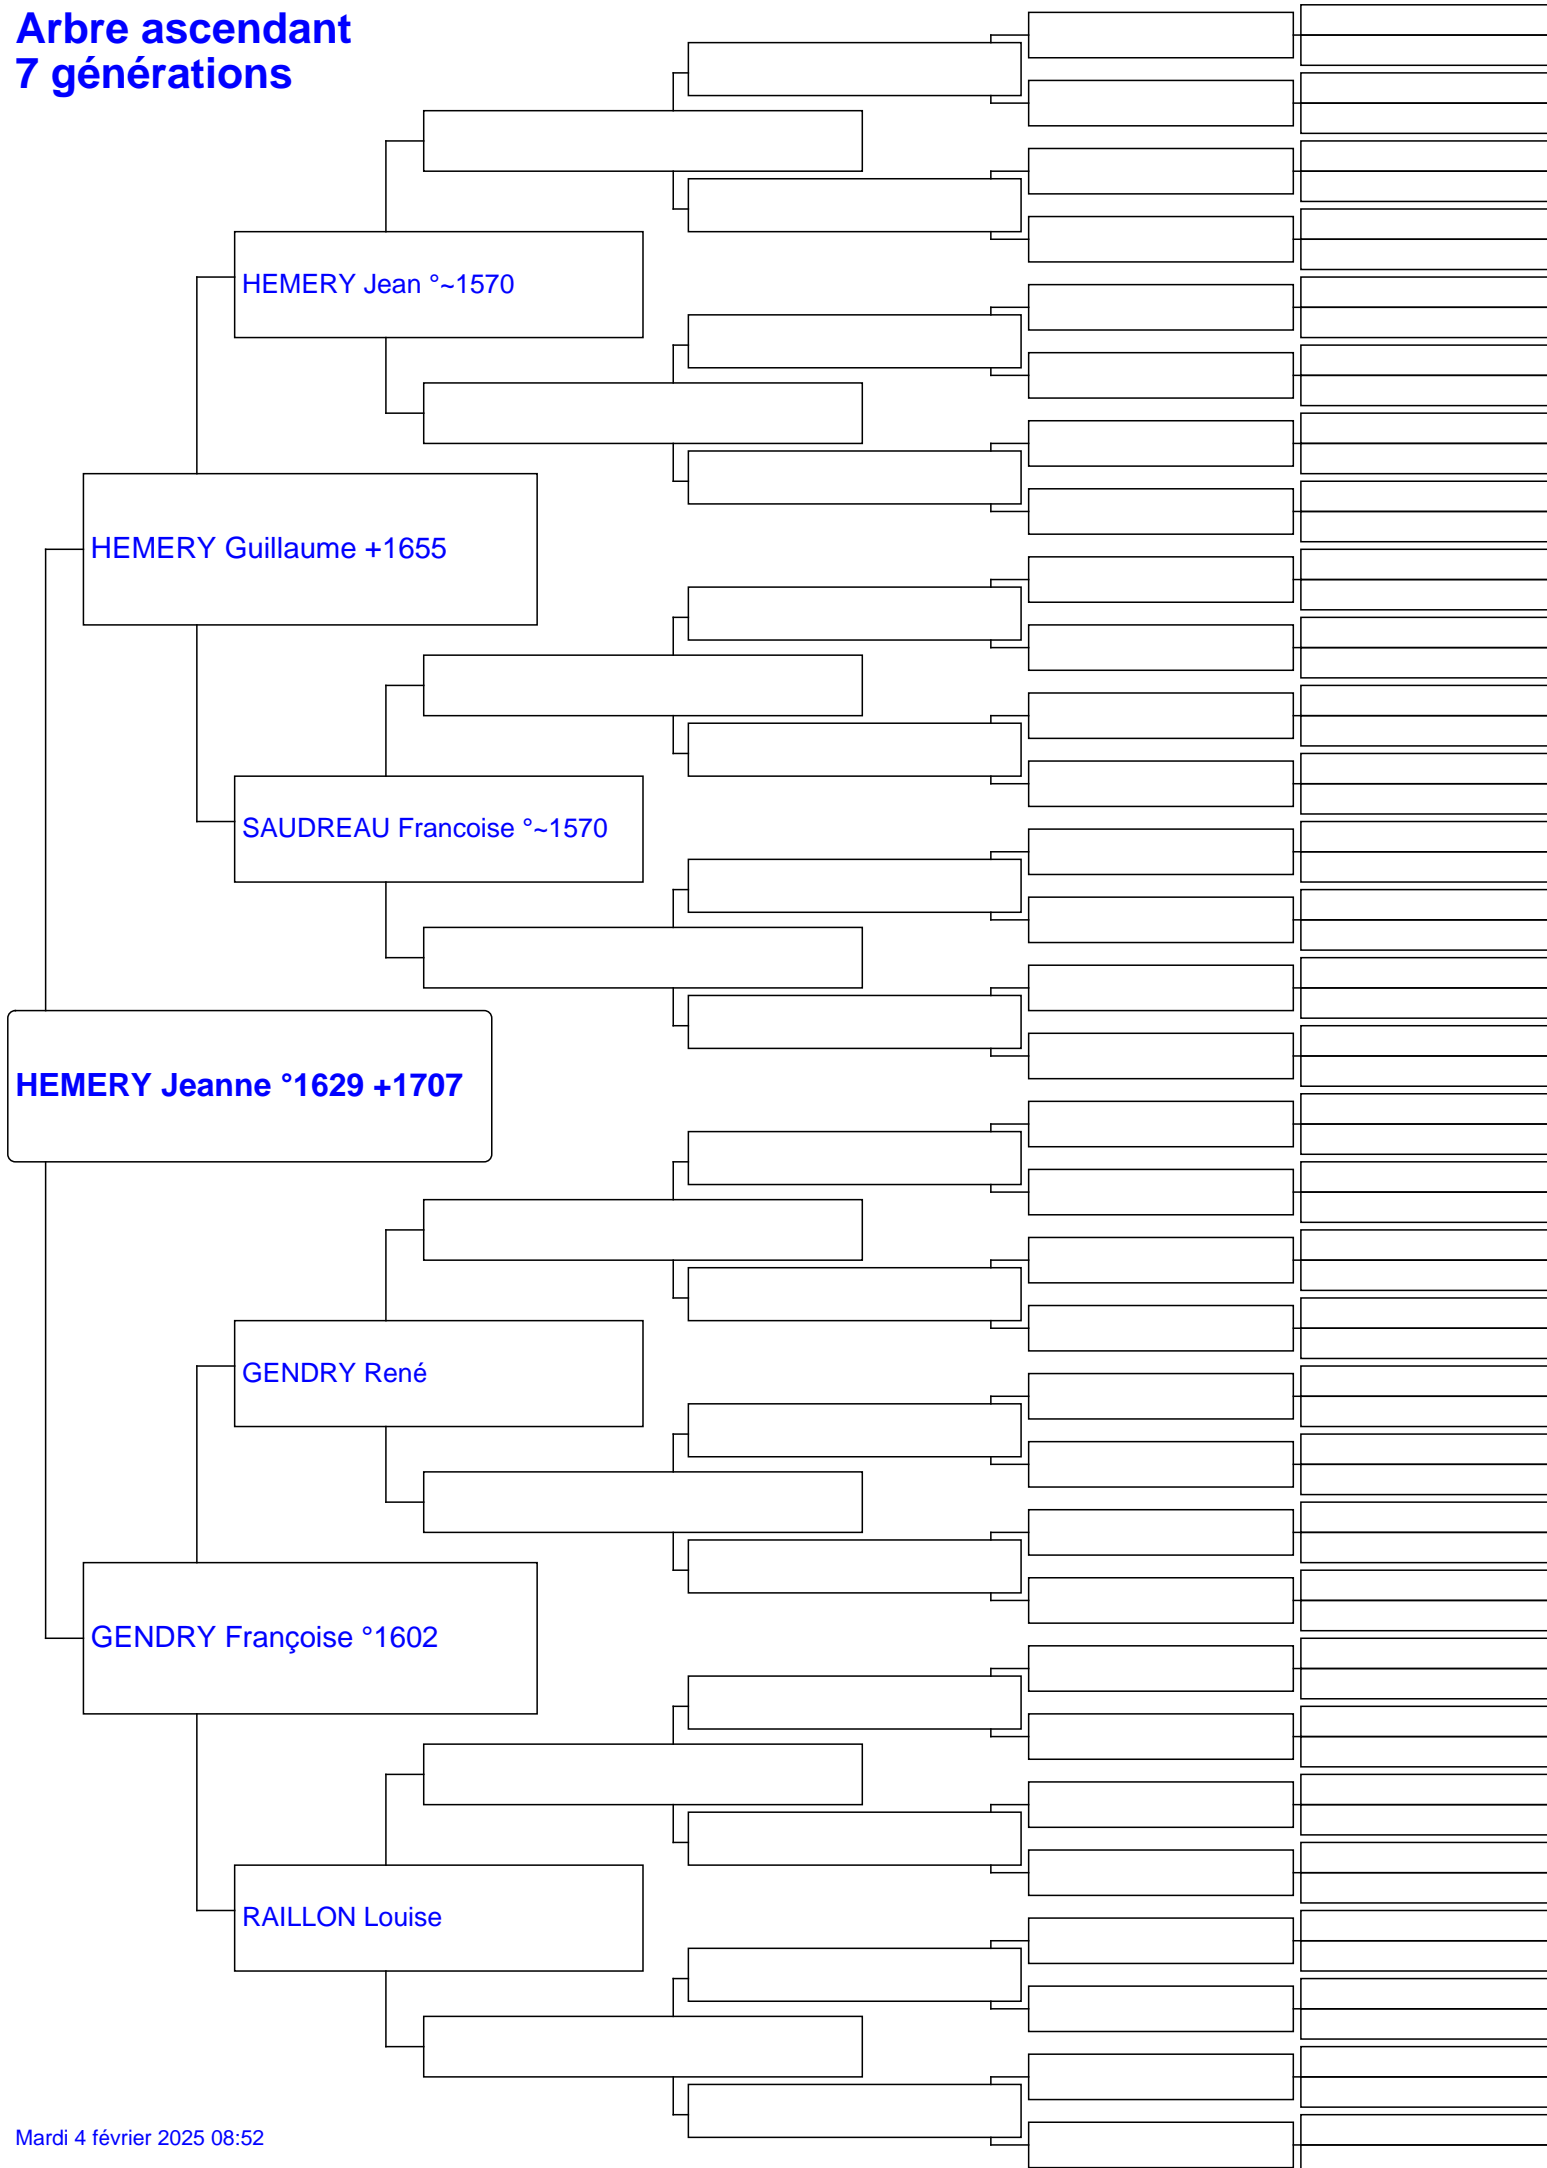 Arbre ascendant
7 générations
HEMERY Jean °~1570
HEMERY Guillaume +1655
SAUDREAU Francoise °~1570
HEMERY Jeanne °1629 +1707
GENDRY René
GENDRY Françoise °1602
RAILLON Louise
Mardi 4 février 2025 08:52